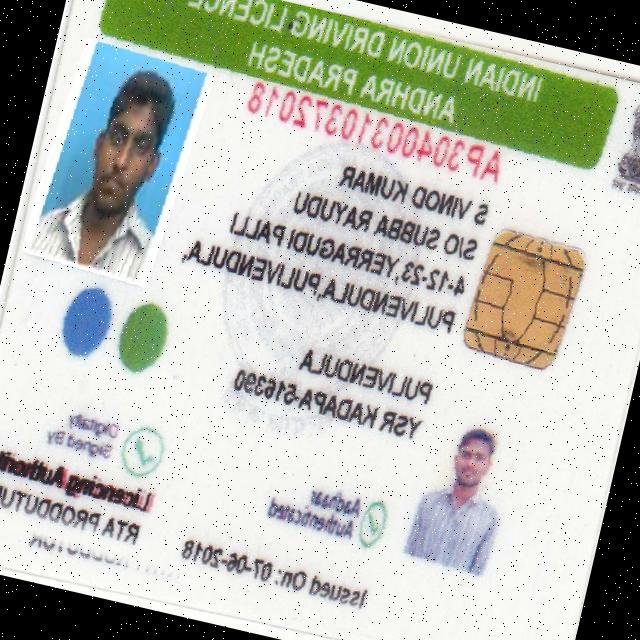 INDIAN UNION DRIVING LICENCE
ANDHRA PRADESH
AP30400310372018
S VINOD KUMAR
S/O SUBBA RAYUDU
4-12-23,YERRAGUDI PALLI
PULIVENDULA,PULIVENDULA,
PULIVENDULA
YSR KADAPA-516390
Digitally
Signed By
Licencing Authority
RTA PRODDUTUR
Aadhaar
Authenticated
Issued On: 07-06-2018